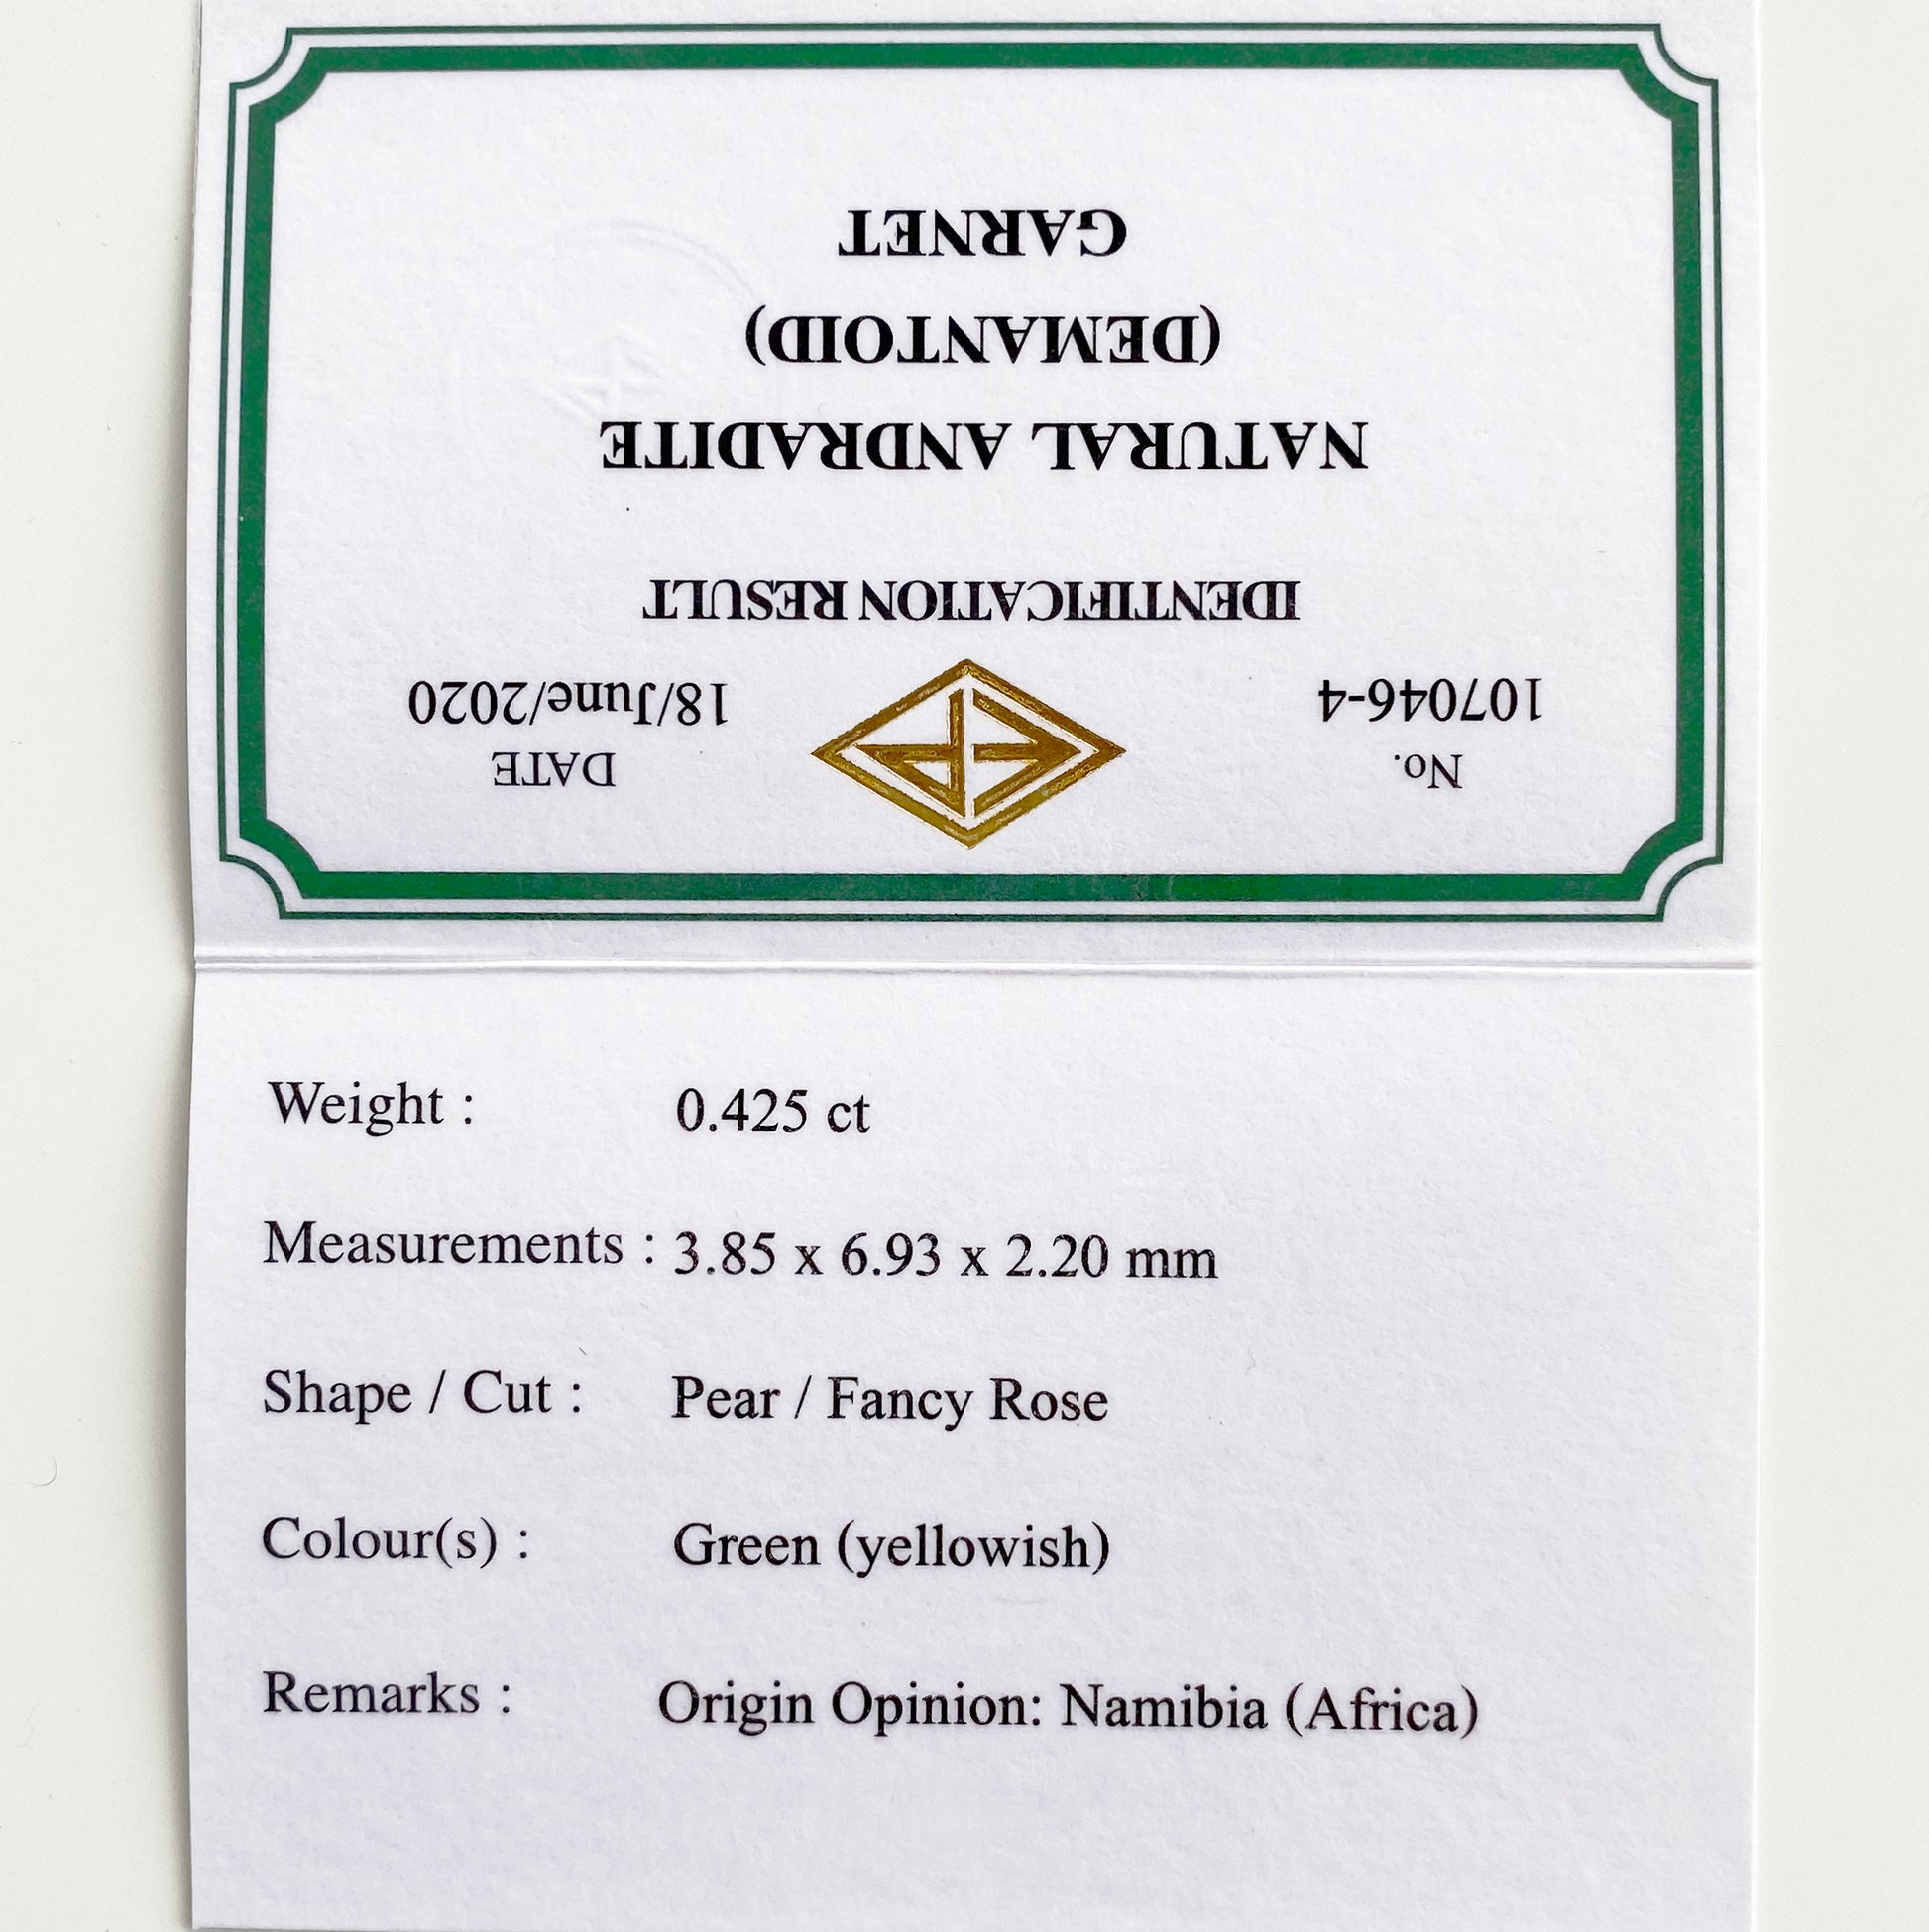 No.
107046-4
DATE
18/June/2020
IDENTIFICATION RESULT
NATURAL ANDRADITE
(DEMANTOID)
GARNET
Weight : 0.425 ct
Measurements : 3.85 x 6.93 x 2.20 mm
Shape / Cut : Pear / Fancy Rose
Colour(s) : Green (yellowish)
Remarks : Origin Opinion: Namibia (Africa)